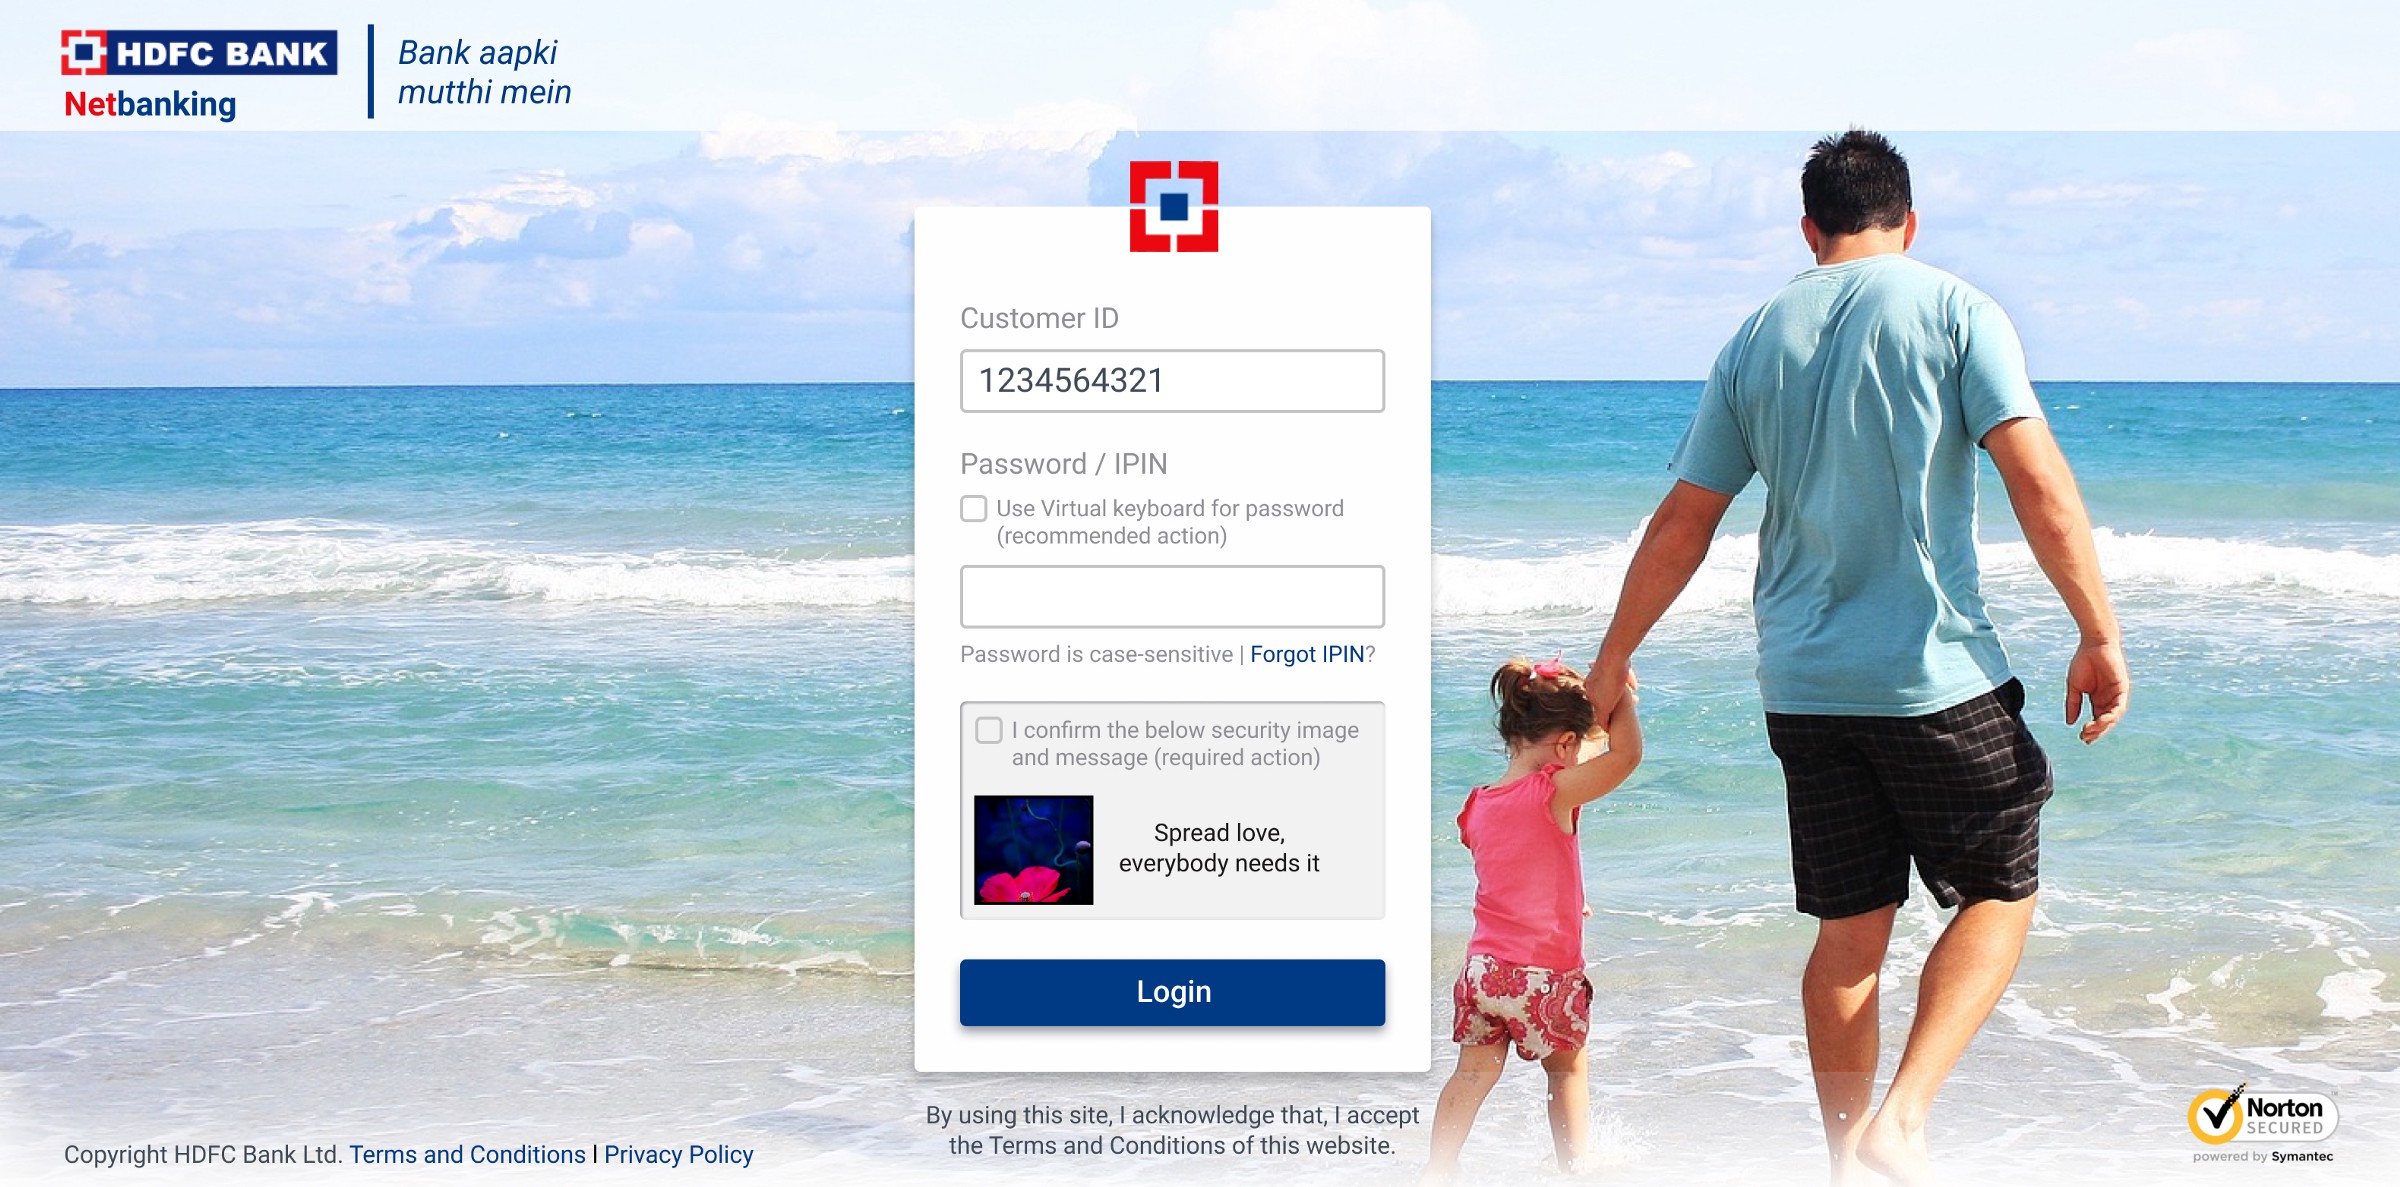 HDFC BANK
Netbanking
Bank aapki
mutthi mein
Customer ID
1234564321
Password / IPIN
Use Virtual keyboard for password
(recommended action)
Password is case-sensitive | Forgot IPIN?
I confirm the below security image
and message (required action)
Spread love,
everybody needs it
Login
By using this site, I acknowledge that, I accept
the Terms and Conditions of this website.
Copyright HDFC Bank Ltd. Terms and Conditions | Privacy Policy
Norton
SECURED
powered by Symantec